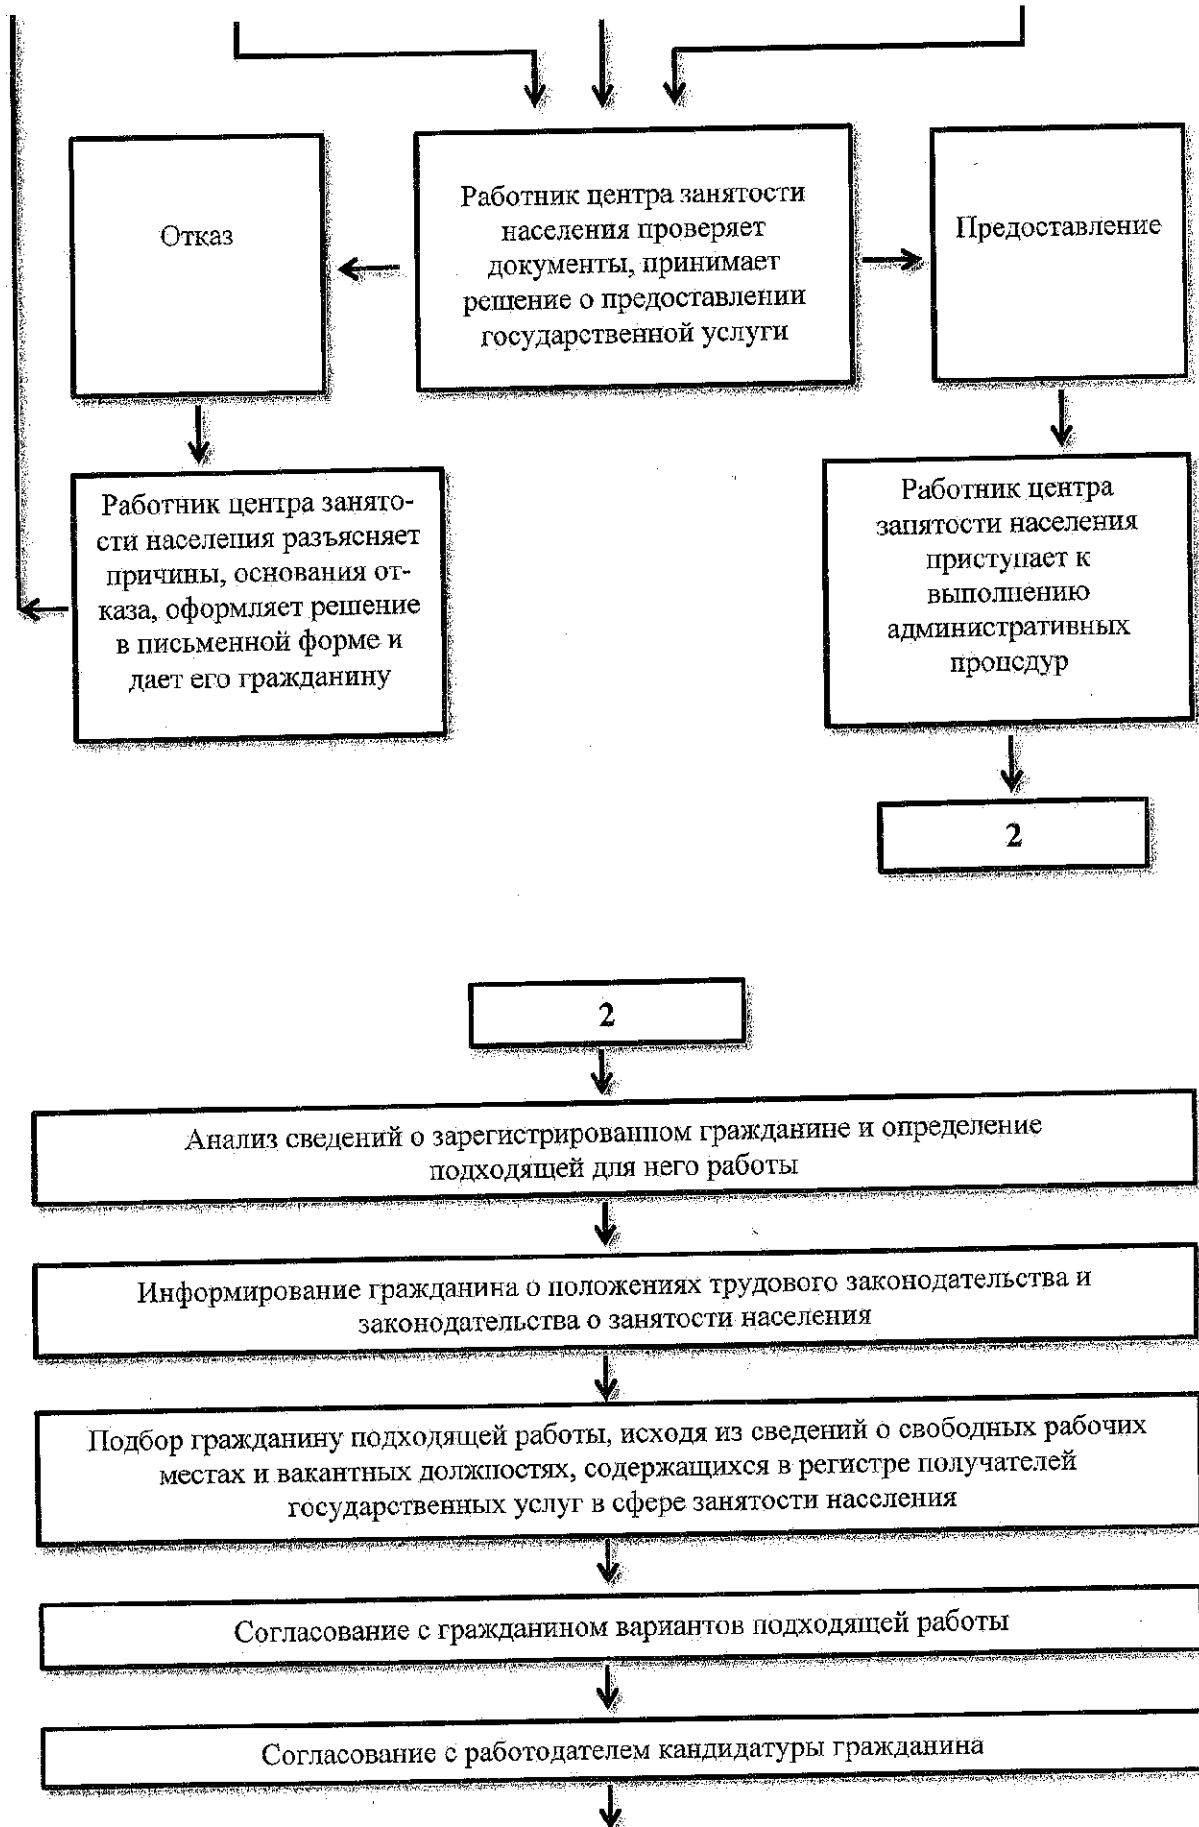 Отказ
Работник центра занятости
населения проверяет
документы, принимает
решение о предоставлении
государственной услуги
Предоставление
Работник центра занято-
сти населения разъясняет
причины, основания от-
каза, оформляет решение
в письменной форме и
дает его гражданину
Работник центра
занятости населения
приступает к
выполнению
административных
процедур
2
2
Анализ сведений о зарегистрированном гражданине и определение
подходящей для него работы
Информирование гражданина о положениях трудового законодательства и
законодательства о занятости населения
Подбор гражданину подходящей работы, исходя из сведений о свободных рабочих
местах и вакантных должностях, содержащихся в регистре получателей
государственных услуг в сфере занятости населения
Согласование с гражданином вариантов подходящей работы
Согласование с работодателем кандидатуры гражданина